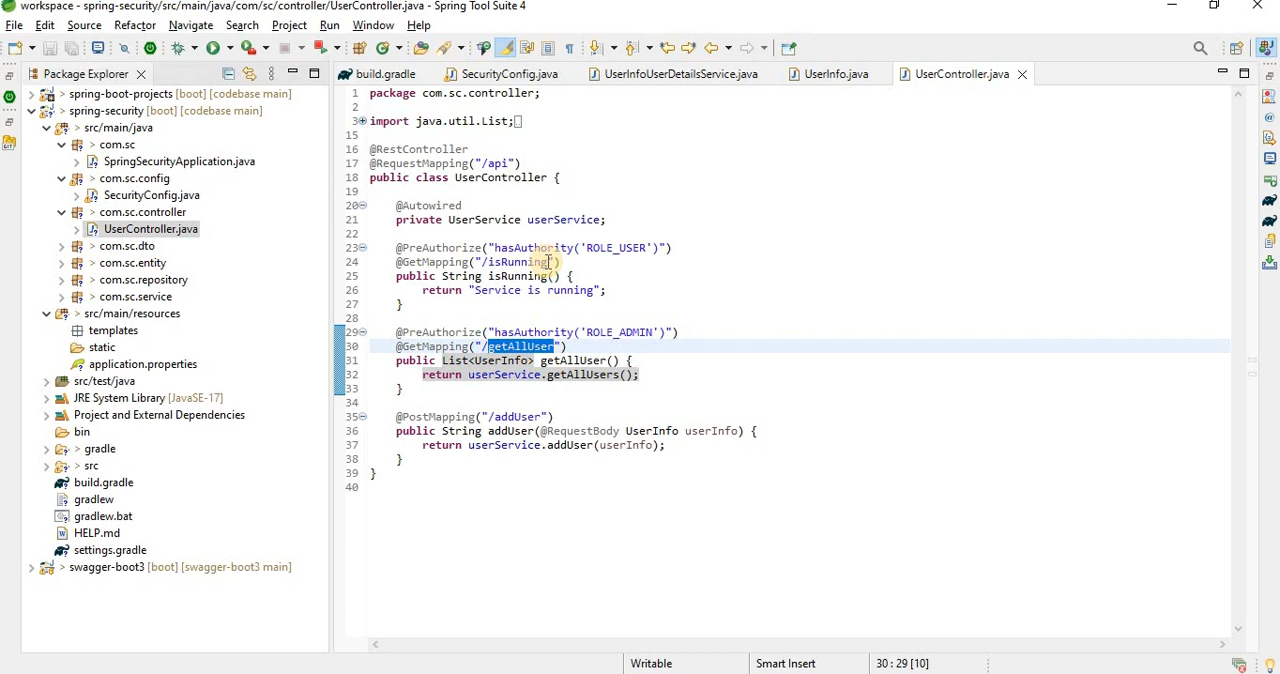 workspace - spring-security/src/main/java/com/sc/controller/UserController.java - Spring Tool Suite 4
File Edit Source Refactor Navigate Search Project Run Window Help
Package Explorer
build.gradle SecurityConfig.java UserInfoUserDetailsService.java UserInfo.java UserController.java
> spring-boot-projects [boot] [codebase main]
> spring-security [boot] [codebase main]
src/main/java
> com.sc
> SpringSecurityApplication.java
> com.sc.config
> SecurityConfig.java
> com.sc.controller
> UserController.java
> com.sc.dto
> com.sc.entity
> com.sc.repository
> com.sc.service
> src/main/resources
templates
static
application.properties
src/test/java
JRE System Library [JavaSE-17]
Project and External Dependencies
bin
> gradle
> src
build.gradle
gradlew
gradlew.bat
HELP.md
settings.gradle
> swagger-boot3 [boot] [swagger-boot3 main]
1 package com.sc.controller;
2
3 import java.util.List;
15
16 @RestController
17 @RequestMapping("/api")
18 public class UserController {
19
20 @Autowired
21 private UserService userService;
22
23 @PreAuthorize("hasAuthority('ROLE_USER')")
24 @GetMapping("/isRunning")
25 public String isRunning() {
26 return "Service is running";
27 }
28
29 @PreAuthorize("hasAuthority('ROLE_ADMIN')")
30 @GetMapping("/getAllUser")
31 public List<UserInfo> getAllUser() {
32 return userService.getAllUsers();
33 }
34
35 @PostMapping("/addUser")
36 public String addUser(@RequestBody UserInfo userInfo) {
37 return userService.addUser(userInfo);
38 }
39 }
40
Writable Smart Insert 30 : 29 [10]